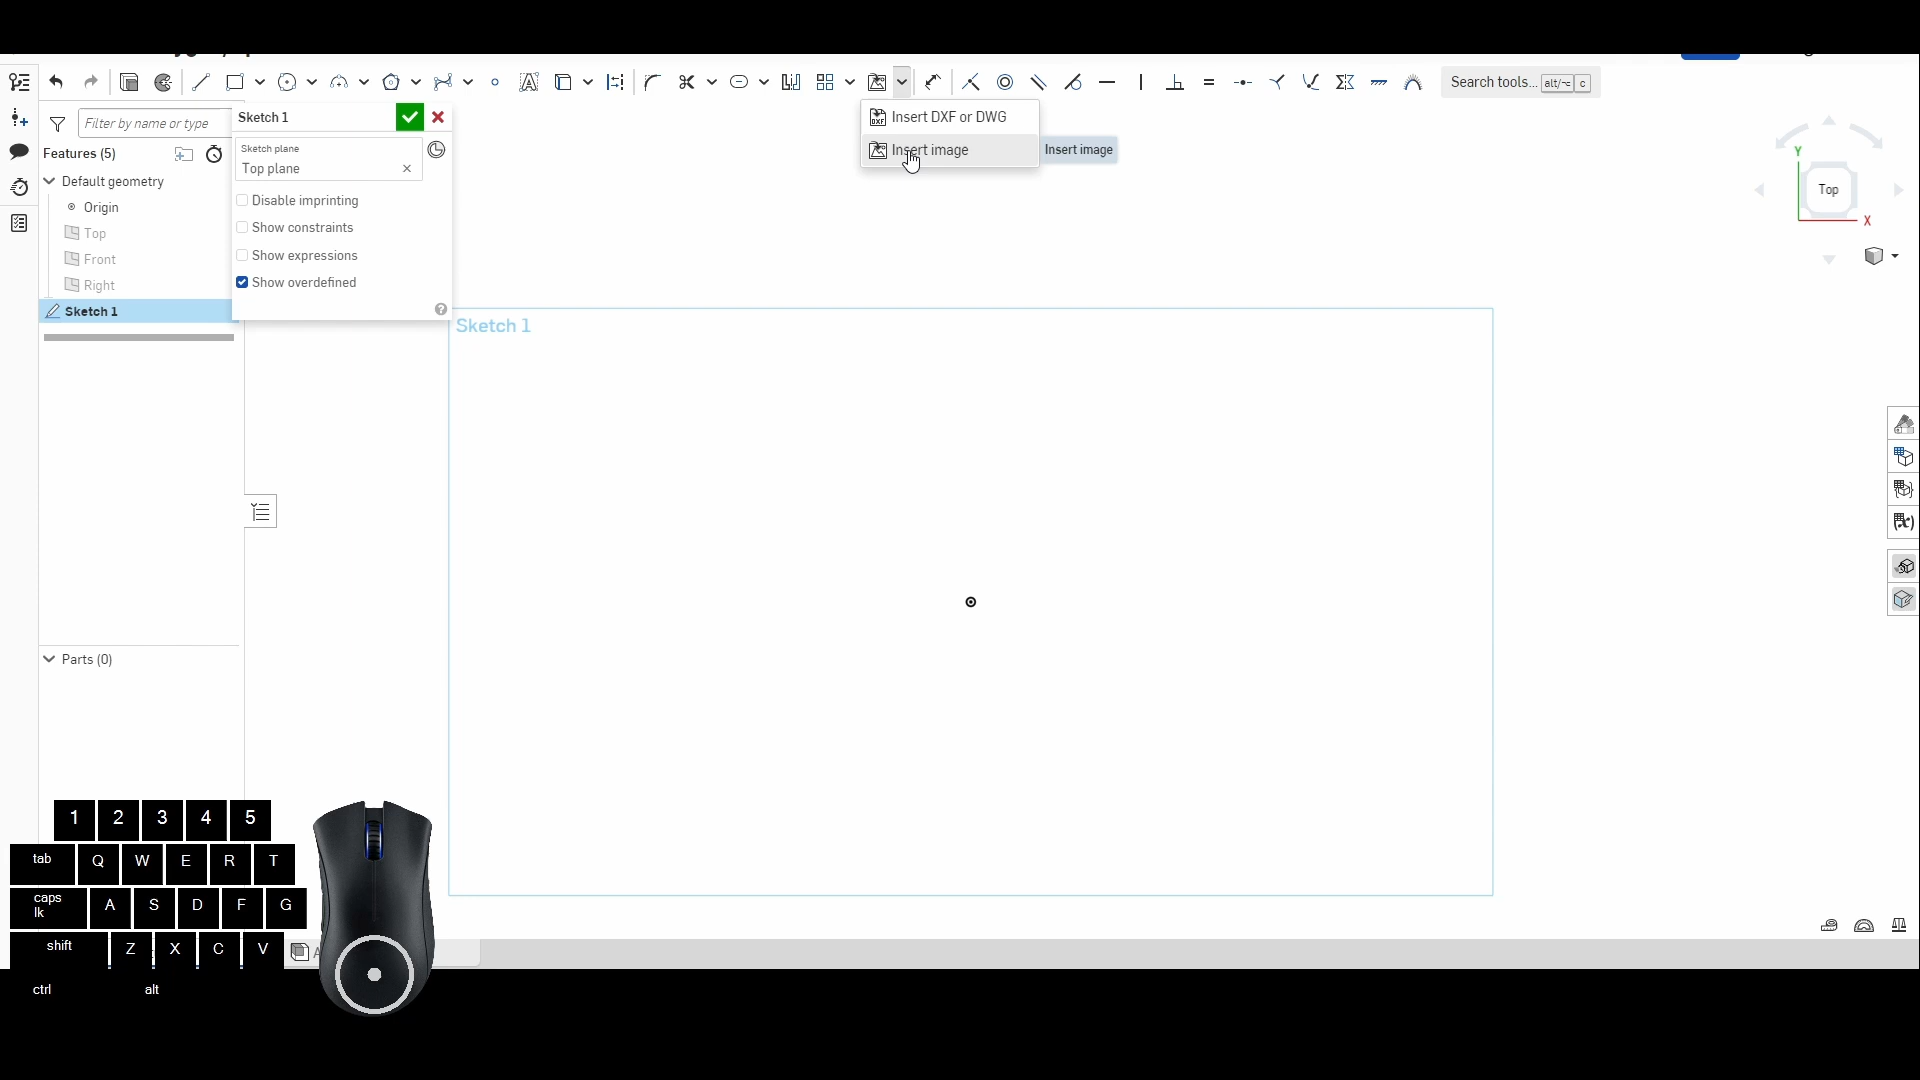 Search tools... alt/⌥ c
Filter by name or type
Sketch 1
Insert DXF or DWG
Features (5)
Sketch plane
Top plane
Insert image
Insert image
Default geometry
Disable imprinting
Origin
Show constraints
Top
Show expressions
Front
Show overdefined
Right
Sketch 1
Sketch 1
Y
Top
X
Parts (0)
1 2 3 4 5
tab Q W E R T
caps lk A S D F G
shift Z X C V
ctrl alt